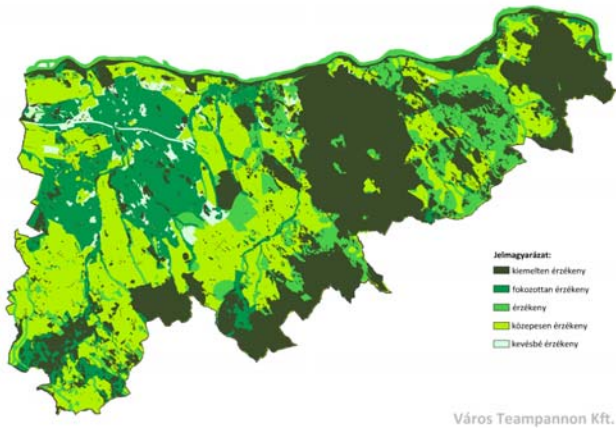 Jelmagyarázat:
kiemelten érzékeny
fokozottan érzékeny
érzékeny
közepesen érzékeny
kevésbé érzékeny
Város Teampannon Kft.